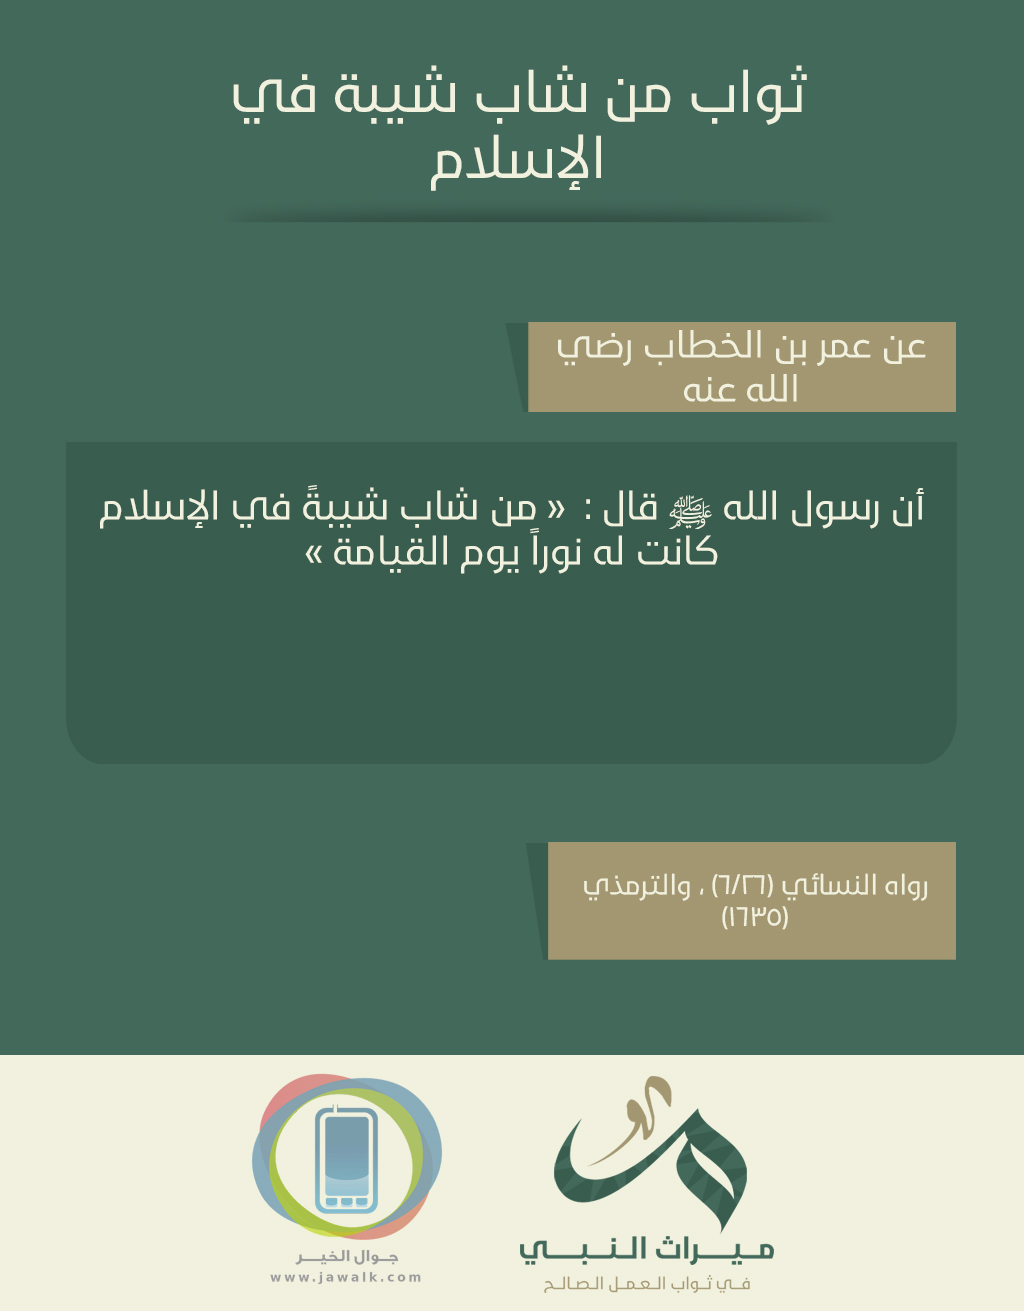 ثواب من شاب شيبة في
الإسلام
عن عمر بن الخطاب رضي
الله عنه
أن رسول الله ﷺ قال : « من شاب شيبةً في الإسلام
كانت له نوراً يوم القيامة »
رواه النسائي (٦/٢٦) ، والترمذي
(١٦٣٥)
جوال الخير
www.jawalk.com
ميراث النبي
في ثواب العمل الصالح